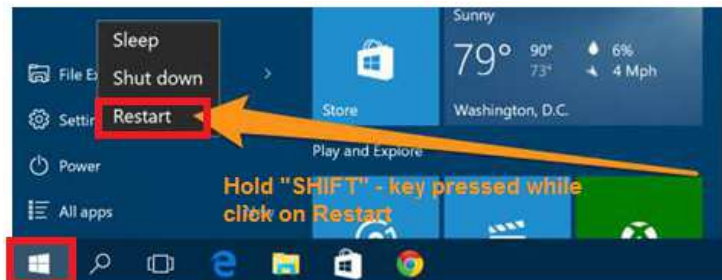 Sleep
Shut down
Restart
File Ex
Settin
Power
All apps
Sunny
79° 90° 6%
73° 4 Mph
Washington, D.C.
Store
Play and Explore
Hold "SHIFT" - key pressed while
click on Restart